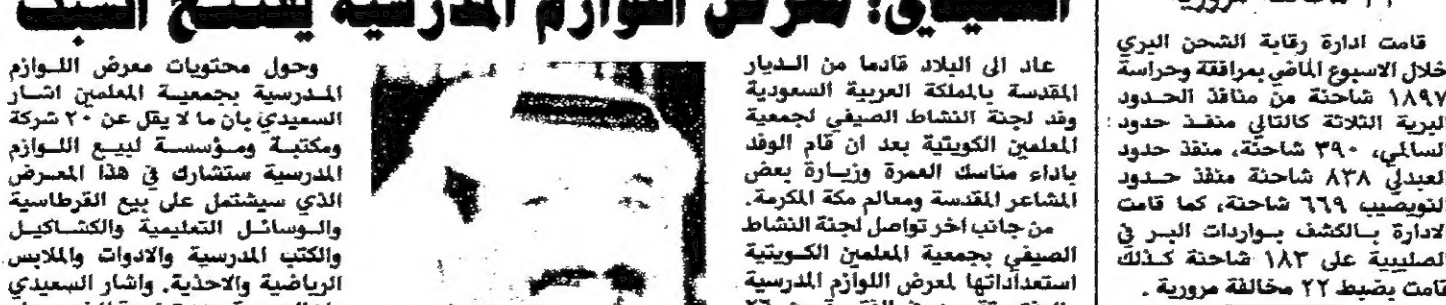 شاحنة مرورية
قامت ادارة رقابة الشحن البري
خلال الاسبوع الماضي بمرافقة وحراسة
١٨٩٧ شاحنة من منافذ الحدود
البرية الثلاثة كالتالي منفذ حدود
السالمي، ٣٩٠ شاحنة، منفذ حدود
العبدلي ٨٣٨ شاحنة منفذ حدود
النويصيب ٦٦٩ شاحنة، كما قامت
الادارة بالكشف بواردات البر في
الصليبية على ١٨٣ شاحنة كذلك
قامت بضبط ٢٢ مخالفة مرورية .
معرض اللوازم المدرسية يفتتح السبت
عاد الى البلاد قادما من الديار
المقدسة بالمملكة العربية السعودية
وفد لجنة النشاط الصيفي لجمعية
المعلمين الكويتية بعد ان قام الوفد
باداء مناسك العمرة وزيارة بعض
المشاعر المقدسة ومعالم مكة المكرمة.
من جانب اخر تواصل لجنة النشاط
الصيفي بجمعية المعلمين الكويتية
استعداداتها لمعرض اللوازم المدرسية
وحول محتويات معرض اللوازم
المدرسية بجمعية المعلمين اشار
السعيدي بان ما لا يقل عن ٢٠ شركة
ومكتبة ومؤسسة لبيع اللوازم
المدرسية ستشارك في هذا المعرض
الذي سيشتمل على بيع القرطاسية
والوسائل التعليمية والكشاكيل
والكتب المدرسية والادوات والملابس
الرياضية والاحذية. واشار السعيدي